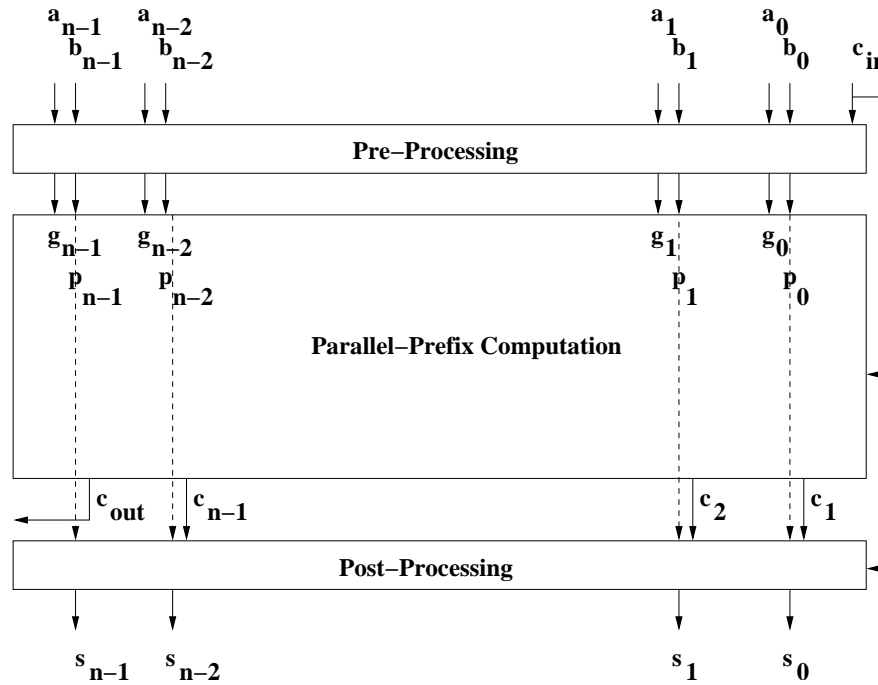 a n−1 a n−2 a 1 a 0
b n−1 b n−2 b 1 b 0 c in
Pre−Processing
g n−1 g n−2 g 1 g 0
p n−1 p n−2 p 1 p 0
Parallel−Prefix Computation
c out c n−1 c 2 c 1
Post−Processing
s n−1 s n−2 s 1 s 0